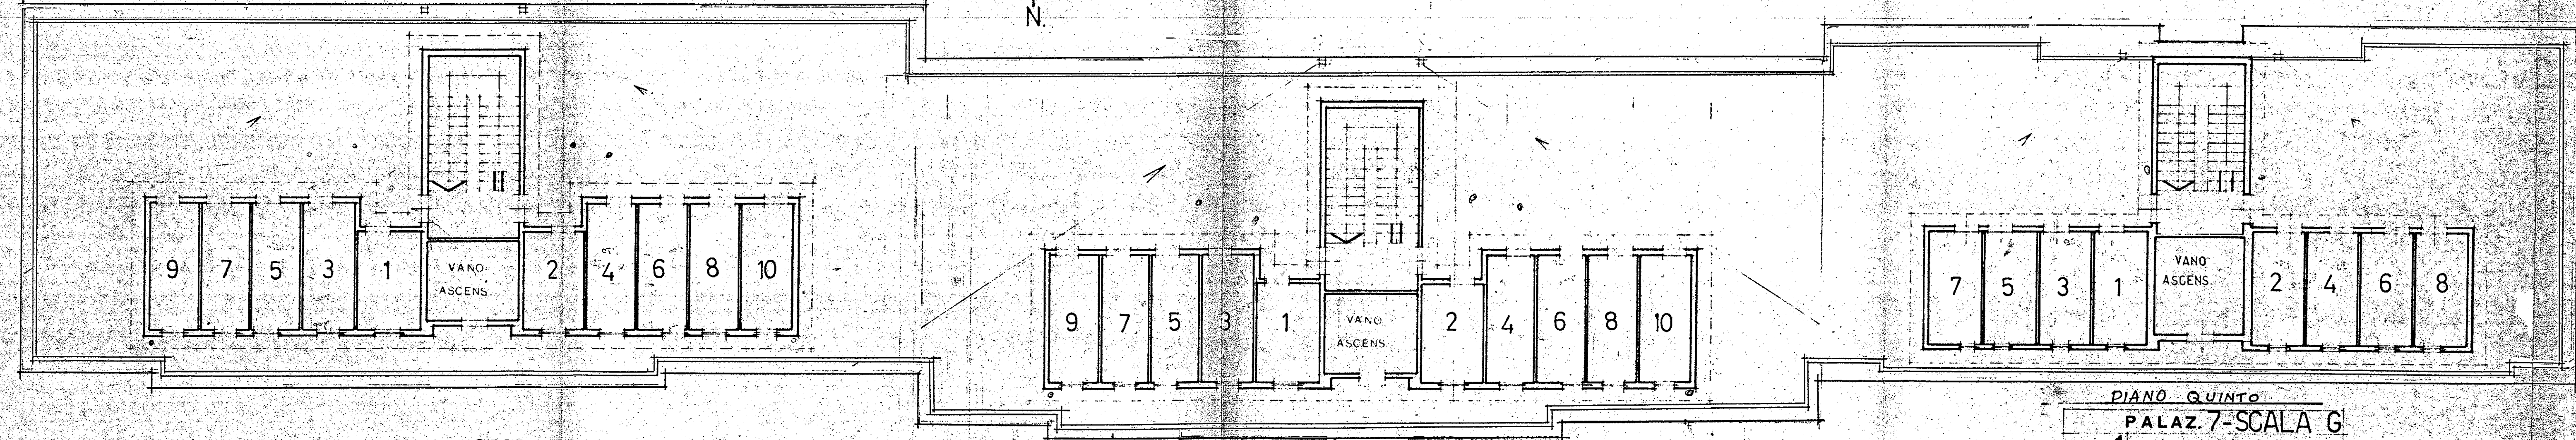 N.
9 7 5 3 1 VANO ASCENS. 2 4 6 8 10
9 7 5 3 1 VANO ASCENS. 2 4 6 8 10
7 5 3 1 VANO ASCENS. 2 4 6 8
PIANO QUINTO
PALAZ. 7-SCALA G